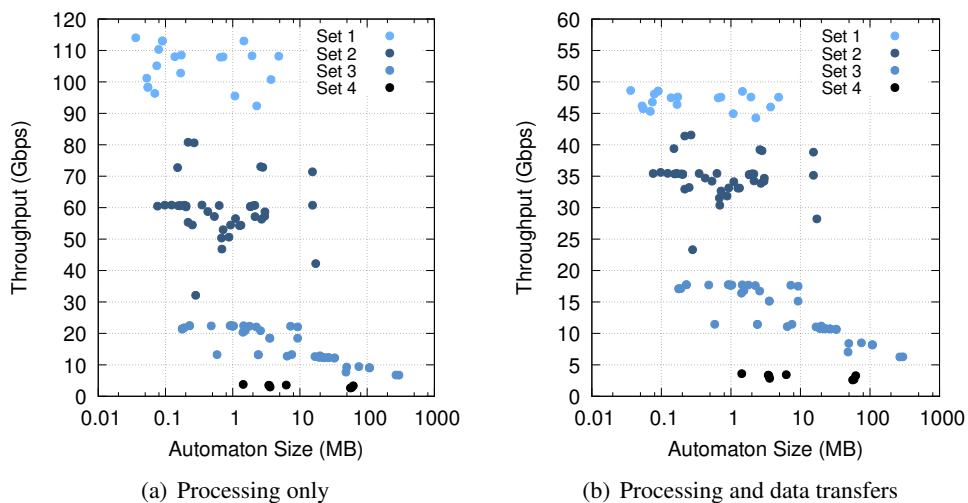 120
110
100
90
80
70
60
50
40
30
20
10
0
Throughput (Gbps)
0.01 0.1 1 10 100 1000
Automaton Size (MB)
Set 1
Set 2
Set 3
Set 4
(a) Processing only
60
55
50
45
40
35
30
25
20
15
10
5
0
Throughput (Gbps)
0.01 0.1 1 10 100 1000
Automaton Size (MB)
Set 1
Set 2
Set 3
Set 4
(b) Processing and data transfers